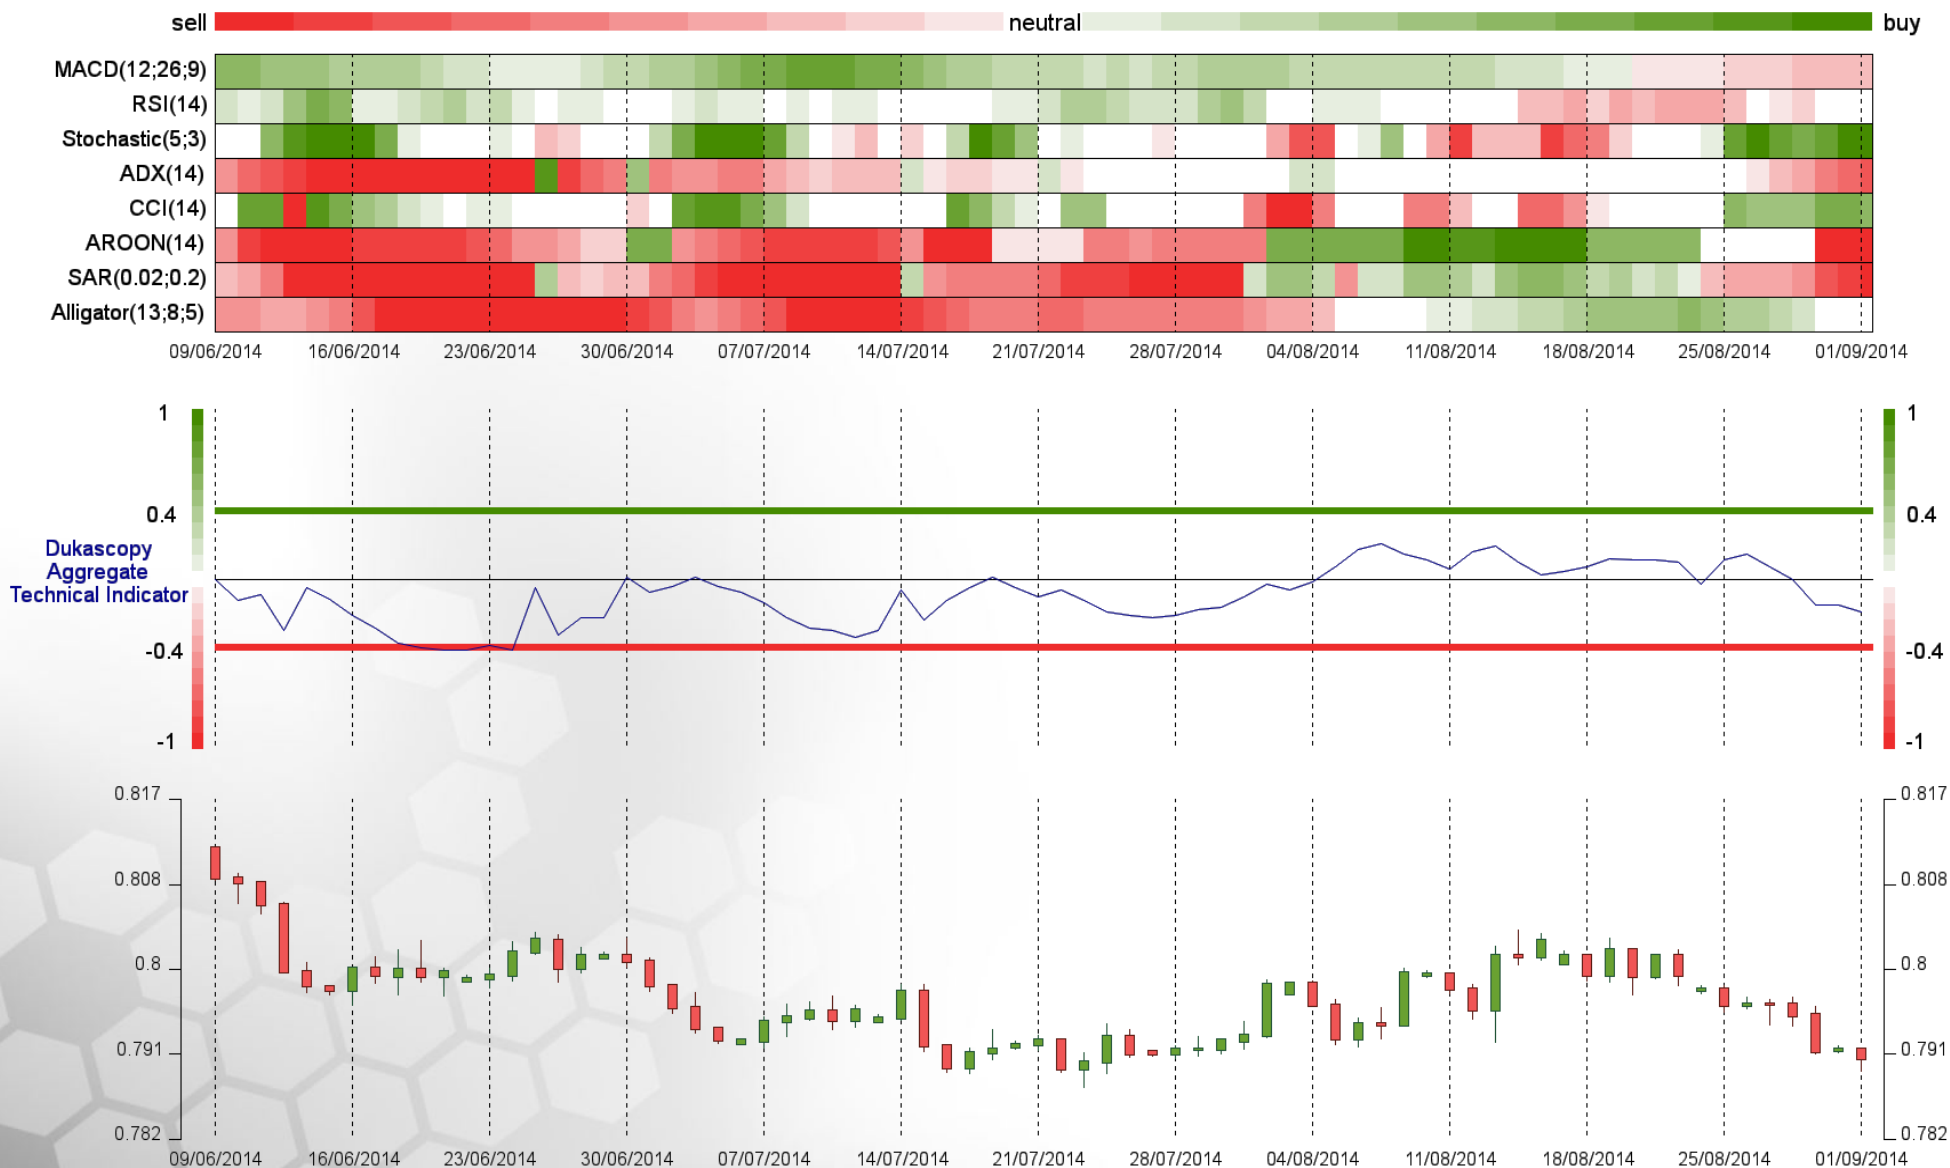 sell neutral buy
MACD(12;26;9)
RSI(14)
Stochastic(5;3)
ADX(14)
CCI(14)
AROON(14)
SAR(0.02;0.2)
Alligator(13;8;5)
09/06/2014 16/06/2014 23/06/2014 30/06/2014 07/07/2014 14/07/2014 21/07/2014 28/07/2014 04/08/2014 11/08/2014 18/08/2014 25/08/2014 01/09/2014
1 1
0.4 0.4
Dukascopy
Aggregate
Technical Indicator
-0.4 -0.4
-1 -1
0.817 0.817
0.808 0.808
0.8 0.8
0.791 0.791
0.782 0.782
09/06/2014 16/06/2014 23/06/2014 30/06/2014 07/07/2014 14/07/2014 21/07/2014 28/07/2014 04/08/2014 11/08/2014 18/08/2014 25/08/2014 01/09/2014